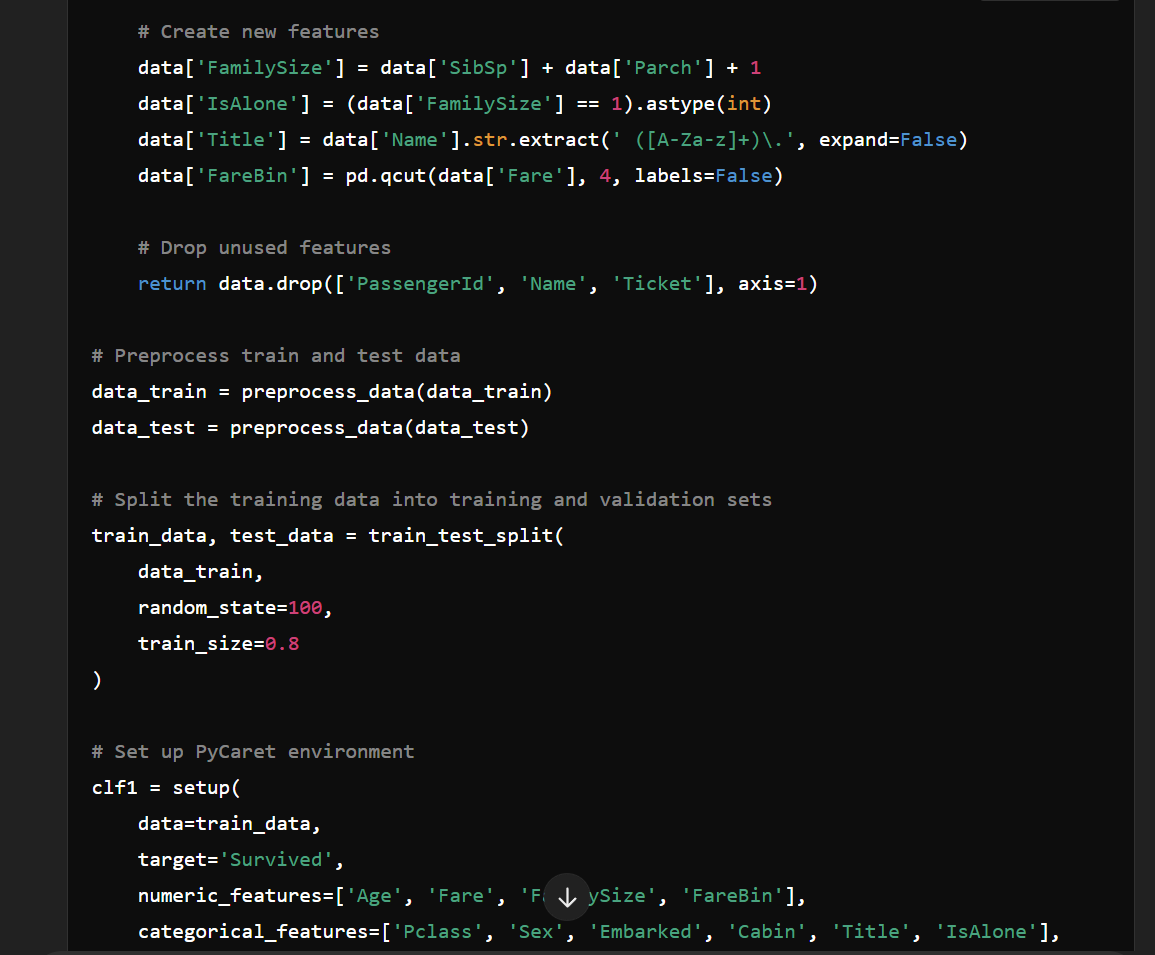 # Create new features
data['FamilySize'] = data['SibSp'] + data['Parch'] + 1
data['IsAlone'] = (data['FamilySize'] == 1).astype(int)
data['Title'] = data['Name'].str.extract(' ([A-Za-z]+)\.', expand=False)
data['FareBin'] = pd.qcut(data['Fare'], 4, labels=False)
# Drop unused features
return data.drop(['PassengerId', 'Name', 'Ticket'], axis=1)
# Preprocess train and test data
data_train = preprocess_data(data_train)
data_test = preprocess_data(data_test)
# Split the training data into training and validation sets
train_data, test_data = train_test_split(
data_train,
random_state=100,
train_size=0.8
)
# Set up PyCaret environment
clf1 = setup(
data=train_data,
target='Survived',
numeric_features=['Age', 'Fare', 'F ySize', 'FareBin'],
categorical_features=['Pclass', 'Sex', 'Embarked', 'Cabin', 'Title', 'IsAlone'],